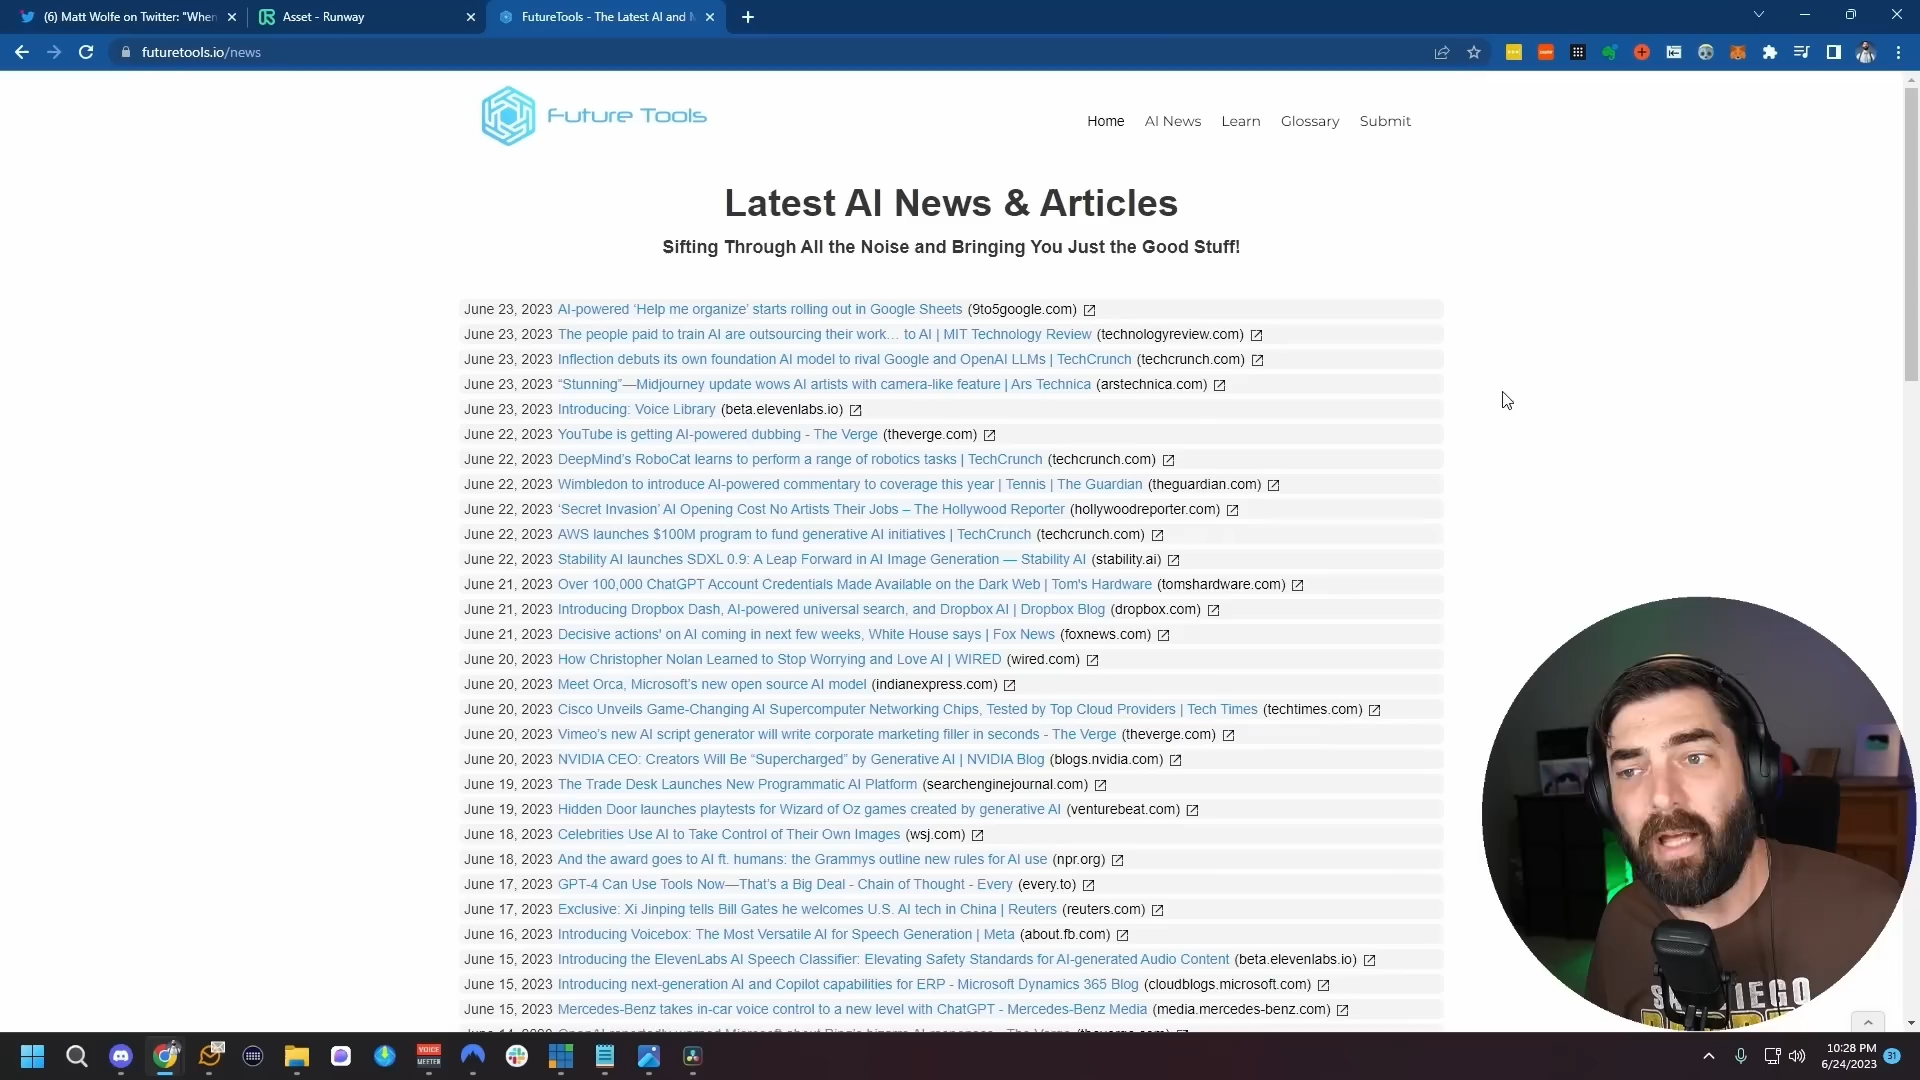 (6) Matt Wolfe on Twitter: "When
Asset - Runway
FutureTools - The Latest AI and
futuretools.io/news
Future Tools
Home
AI News
Learn
Glossary
Submit
Latest AI News & Articles
Sifting Through All the Noise and Bringing You Just the Good Stuff!
June 23, 2023 AI-powered ‘Help me organize’ starts rolling out in Google Sheets (9to5google.com)
June 23, 2023 The people paid to train AI are outsourcing their work… to AI | MIT Technology Review (technologyreview.com)
June 23, 2023 Inflection debuts its own foundation AI model to rival Google and OpenAI LLMs | TechCrunch (techcrunch.com)
June 23, 2023 “Stunning”—Midjourney update wows AI artists with camera-like feature | Ars Technica (arstechnica.com)
June 23, 2023 Introducing: Voice Library (beta.elevenlabs.io)
June 22, 2023 YouTube is getting AI-powered dubbing - The Verge (theverge.com)
June 22, 2023 DeepMind’s RoboCat learns to perform a range of robotics tasks | TechCrunch (techcrunch.com)
June 22, 2023 Wimbledon to introduce AI-powered commentary to coverage this year | Tennis | The Guardian (theguardian.com)
June 22, 2023 ‘Secret Invasion’ AI Opening Cost No Artists Their Jobs – The Hollywood Reporter (hollywoodreporter.com)
June 22, 2023 AWS launches $100M program to fund generative AI initiatives | TechCrunch (techcrunch.com)
June 22, 2023 Stability AI launches SDXL 0.9: A Leap Forward in AI Image Generation — Stability AI (stability.ai)
June 21, 2023 Over 100,000 ChatGPT Account Credentials Made Available on the Dark Web | Tom's Hardware (tomshardware.com)
June 21, 2023 Introducing Dropbox Dash, AI-powered universal search, and Dropbox AI | Dropbox Blog (dropbox.com)
June 21, 2023 Decisive actions' on AI coming in next few weeks, White House says | Fox News (foxnews.com)
June 20, 2023 How Christopher Nolan Learned to Stop Worrying and Love AI | WIRED (wired.com)
June 20, 2023 Meet Orca, Microsoft’s new open source AI model (indianexpress.com)
June 20, 2023 Cisco Unveils Game-Changing AI Supercomputer Networking Chips, Tested by Top Cloud Providers | Tech Times (techtimes.com)
June 20, 2023 Vimeo’s new AI script generator will write corporate marketing filler in seconds - The Verge (theverge.com)
June 20, 2023 NVIDIA CEO: Creators Will Be “Supercharged” by Generative AI | NVIDIA Blog (blogs.nvidia.com)
June 19, 2023 The Trade Desk Launches New Programmatic AI Platform (searchenginejournal.com)
June 19, 2023 Hidden Door launches playtests for Wizard of Oz games created by generative AI (venturebeat.com)
June 18, 2023 Celebrities Use AI to Take Control of Their Own Images (wsj.com)
June 18, 2023 And the award goes to AI ft. humans: the Grammys outline new rules for AI use (npr.org)
June 17, 2023 GPT-4 Can Use Tools Now—That’s a Big Deal - Chain of Thought - Every (every.to)
June 17, 2023 Exclusive: Xi Jinping tells Bill Gates he welcomes U.S. AI tech in China | Reuters (reuters.com)
June 16, 2023 Introducing Voicebox: The Most Versatile AI for Speech Generation | Meta (about.fb.com)
June 15, 2023 Introducing the ElevenLabs AI Speech Classifier: Elevating Safety Standards for AI-generated Audio Content (beta.elevenlabs.io)
June 15, 2023 Introducing next-generation AI and Copilot capabilities for ERP - Microsoft Dynamics 365 Blog (cloudblogs.microsoft.com)
June 15, 2023 Mercedes-Benz takes in-car voice control to a new level with ChatGPT - Mercedes-Benz Media (media.mercedes-benz.com)
VOICE
MEETER
10:28 PM
6/24/2023
31